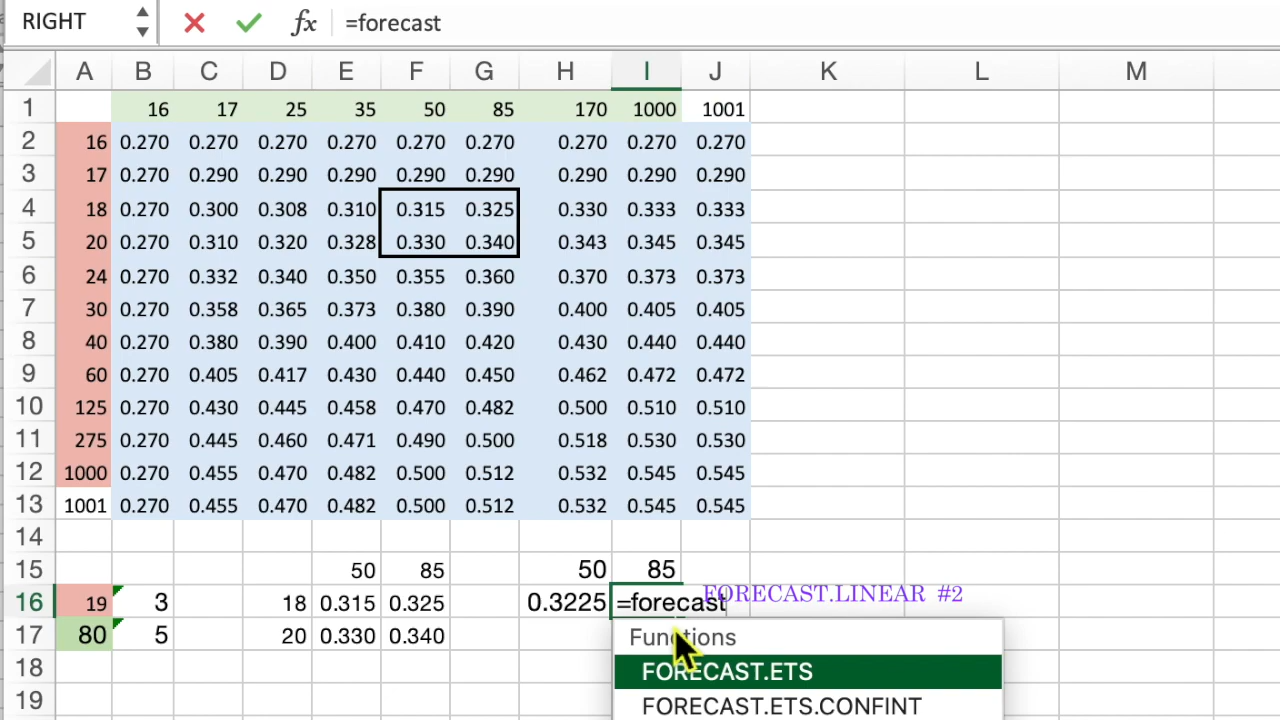 RIGHT =forecast
A B C D E F G H I J K L M
1 16 17 25 35 50 85 170 1000 1001
2 16 0.270 0.270 0.270 0.270 0.270 0.270 0.270 0.270 0.270
3 17 0.270 0.290 0.290 0.290 0.290 0.290 0.290 0.290 0.290
4 18 0.270 0.300 0.308 0.310 0.315 0.325 0.330 0.333 0.333
5 20 0.270 0.310 0.320 0.328 0.330 0.340 0.343 0.345 0.345
6 24 0.270 0.332 0.340 0.350 0.355 0.360 0.370 0.373 0.373
7 30 0.270 0.358 0.365 0.373 0.380 0.390 0.400 0.405 0.405
8 40 0.270 0.380 0.390 0.400 0.410 0.420 0.430 0.440 0.440
9 60 0.270 0.405 0.417 0.430 0.440 0.450 0.462 0.472 0.472
10 125 0.270 0.430 0.445 0.458 0.470 0.482 0.500 0.510 0.510
11 275 0.270 0.445 0.460 0.471 0.490 0.500 0.518 0.530 0.530
12 1000 0.270 0.455 0.470 0.482 0.500 0.512 0.532 0.545 0.545
13 1001 0.270 0.455 0.470 0.482 0.500 0.512 0.532 0.545 0.545
14
15 50 85 50 85
16 19 3 18 0.315 0.325 0.3225 =forecast FORECAST.LINEAR #2
17 80 5 20 0.330 0.340 Functions
18 FORECAST.ETS
19 FORECAST.ETS.CONFINT